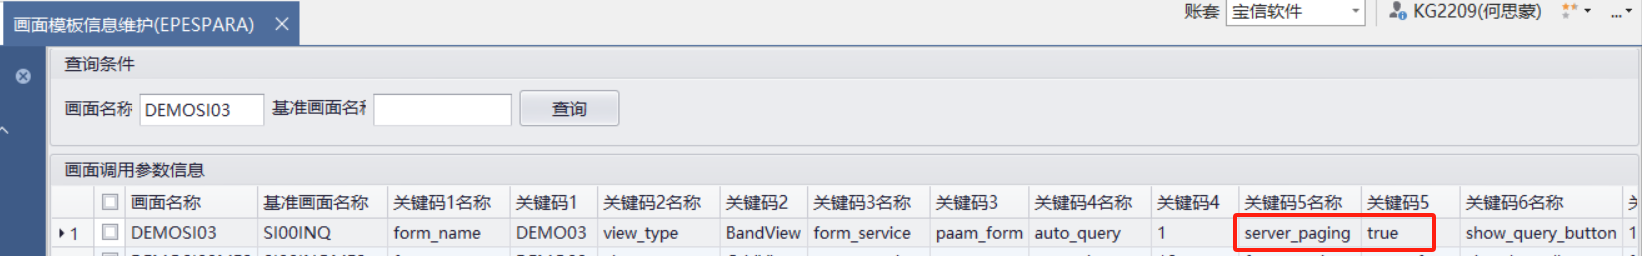 画面模板信息维护(EPESPARA)
账套 宝信软件 KG2209(何思蒙) ...
查询条件
画面名称 DEMOSI03 基准画面名称 查询
画面调用参数信息
画面名称 基准画面名称 关键码1名称 关键码1 关键码2名称 关键码2 关键码3名称 关键码3 关键码4名称 关键码4 关键码5名称 关键码5 关键码6名称
1 DEMOSI03 SI00INQ form_name DEMO03 view_type BandView form_service paam_form auto_query 1 server_paging true show_query_button 1